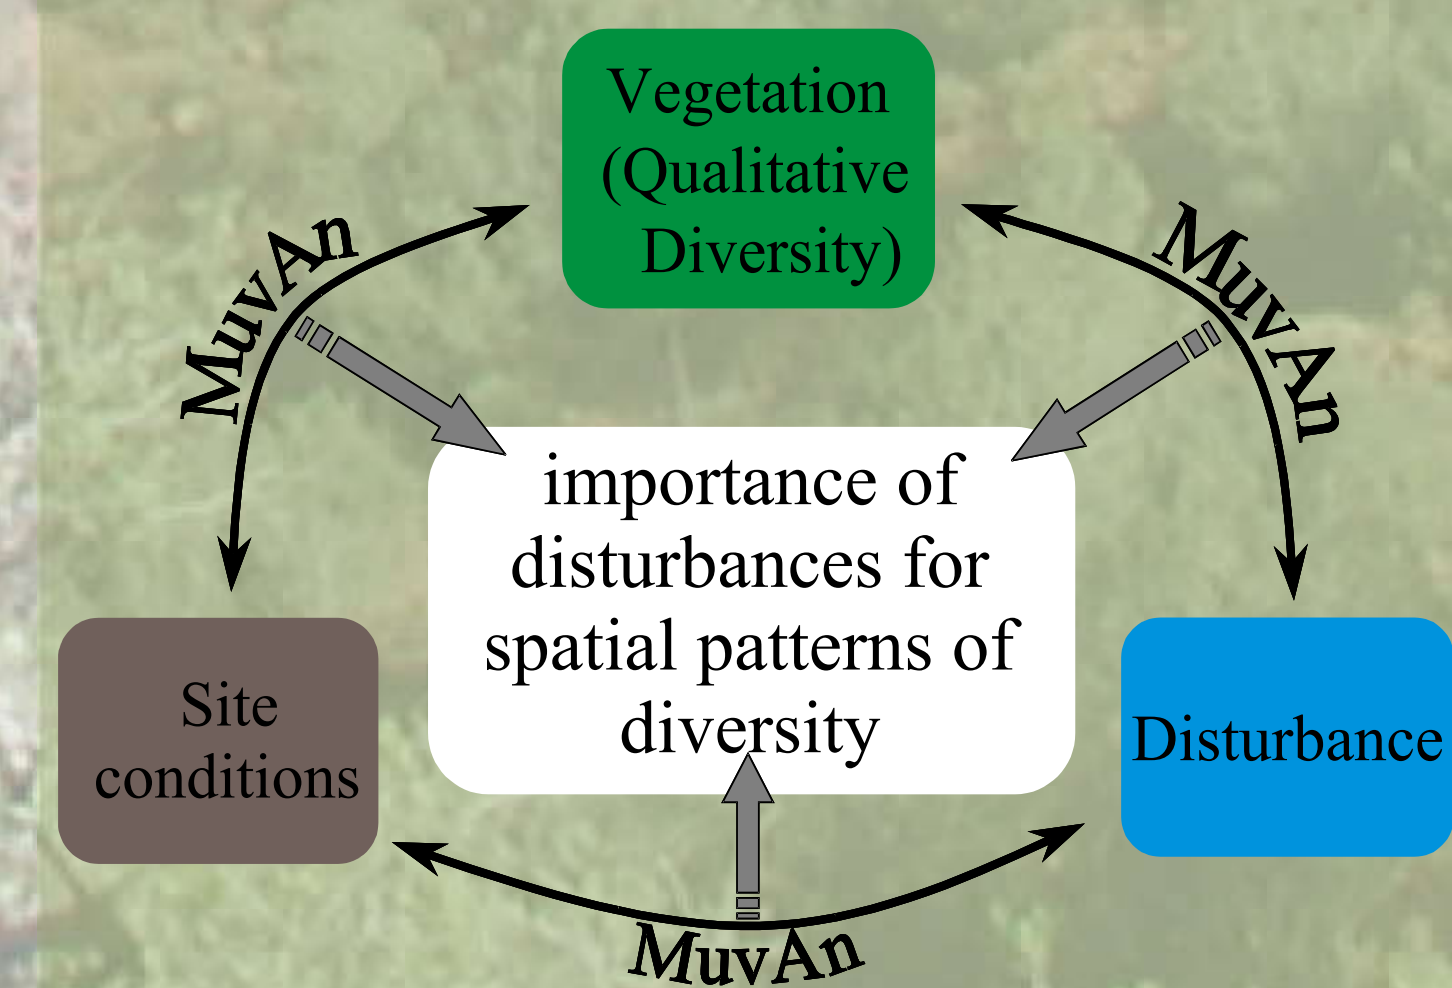 Vegetation
(Qualitative
Diversity)
MuvAn
MuvAn
importance of
disturbances for
spatial patterns of
diversity
Site
conditions
Disturbance
MuvAn